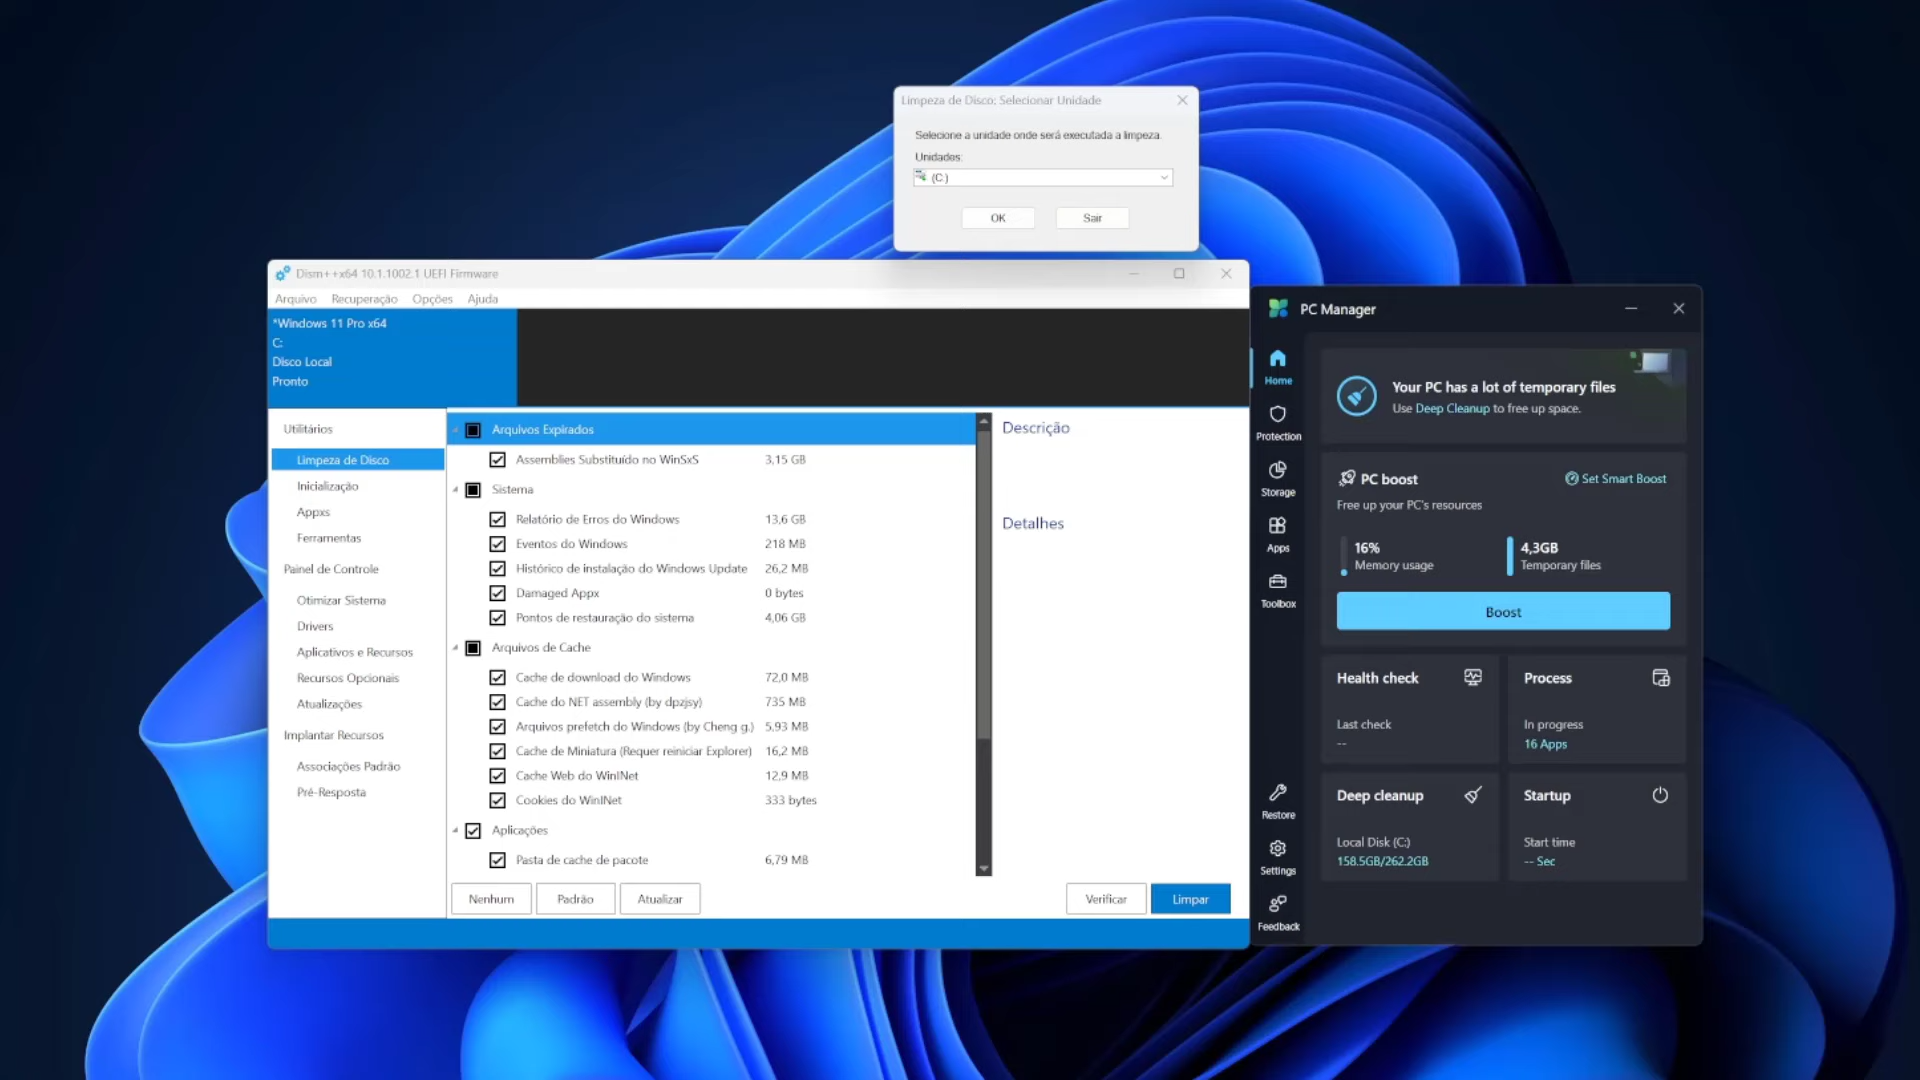 Limpeza de Disco: Selecionar Unidade
Selecione a unidade onde será executada a limpeza.
Unidades:
(C:)
OK
Sair
Dism++x64 10.1.1002.1 UEFI Firmware
Arquivo
Recuperação
Opções
Ajuda
*Windows 11 Pro x64
C:
Disco Local
Pronto
Utilitários
Limpeza de Disco
Inicialização
Appxs
Ferramentas
Painel de Controle
Otimizar Sistema
Drivers
Aplicativos e Recursos
Recursos Opcionais
Atualizações
Implantar Recursos
Associações Padrão
Pré-Resposta
Arquivos Expirados
Assemblies Substituído no WinSxS 3,15 GB
Sistema
Relatório de Erros do Windows 13,6 GB
Eventos do Windows 218 MB
Histórico de instalação do Windows Update 26,2 MB
Damaged Appx 0 bytes
Pontos de restauração do sistema 4,06 GB
Arquivos de Cache
Cache de download do Windows 72,0 MB
Cache do NET assembly (by dpzjsy) 735 MB
Arquivos prefetch do Windows (by Cheng g.) 5,93 MB
Cache de Miniatura (Requer reiniciar Explorer) 16,2 MB
Cache Web do WinINet 12,9 MB
Cookies do WinINet 333 bytes
Aplicações
Pasta de cache de pacote 6,79 MB
Nenhum
Padrão
Atualizar
Verificar
Limpar
Descrição
Detalhes
PC Manager
Home
Protection
Storage
Apps
Toolbox
Restore
Settings
Feedback
Your PC has a lot of temporary files
Use Deep Cleanup to free up space.
PC boost
Set Smart Boost
Free up your PC's resources
16%
Memory usage
4,3GB
Temporary files
Boost
Health check
Last check
--
Process
In progress
16 Apps
Deep cleanup
Local Disk (C:)
158.5GB/262.2GB
Startup
Start time
-- Sec